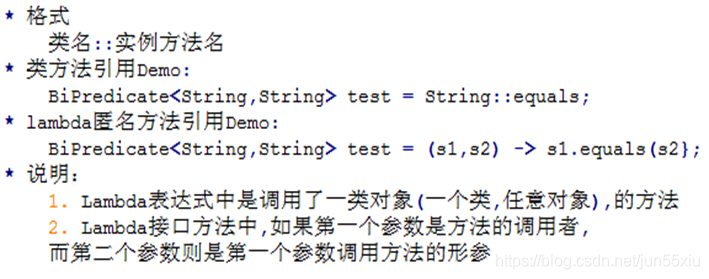 * 格式
类名::实例方法名
* 类方法引用Demo:
BiPredicate<String,String> test = String::equals;
* lambda匿名方法引用Demo:
BiPredicate<String,String> test = (s1,s2) -> s1.equals(s2};
* 说明:
1. Lambda表达式中是调用了一类对象(一个类,任意对象),的方法
2. Lambda接口方法中,如果第一个参数是方法的调用者,
而第二个参数则是第一个参数调用方法的形参
https://blog.csdn.net/jun55xiu